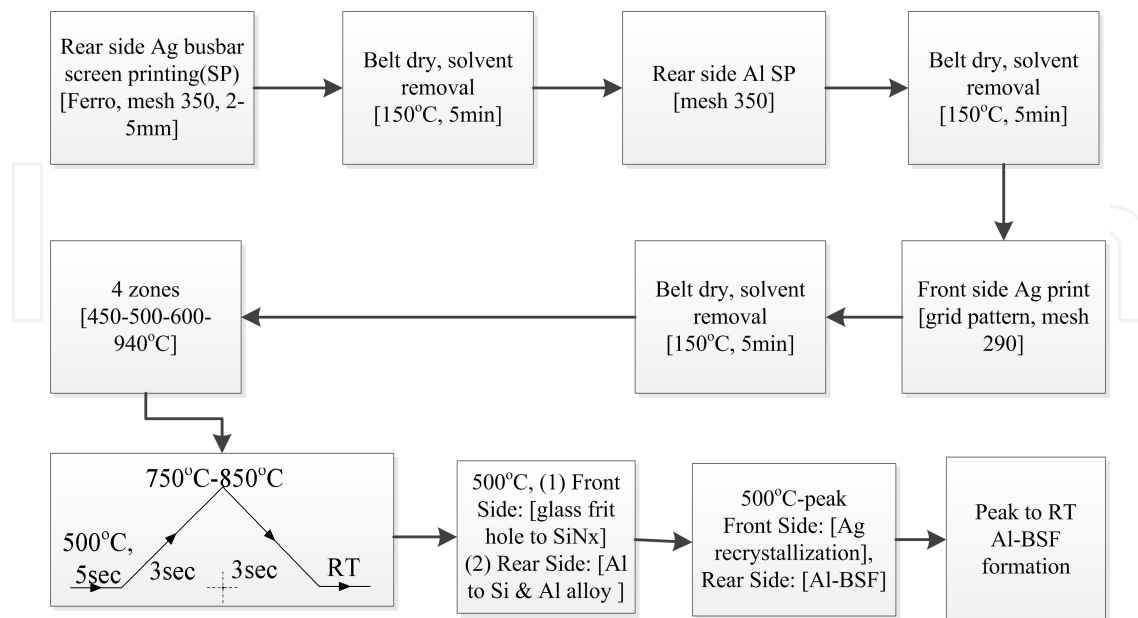 Rear side Ag busbar
screen printing(SP)
[Ferro, mesh 350, 2-
5mm]
Belt dry, solvent
removal
[150°C, 5min]
Rear side Al SP
[mesh 350]
Belt dry, solvent
removal
[150°C, 5min]
Front side Ag print
[grid pattern, mesh
290]
Belt dry, solvent
removal
[150°C, 5min]
4 zones
[450-500-600-
940°C]
750°C-850°C
500°C,
5sec
3sec
3sec
RT
500°C, (1) Front
Side: [glass frit
hole to SiNx]
(2) Rear Side: [Al
to Si & Al alloy ]
500°C-peak
Front Side: [Ag
recrystallization],
Rear Side: [Al-BSF]
Peak to RT
Al-BSF
formation